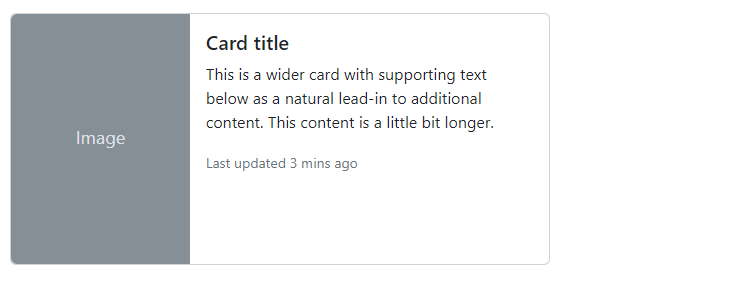 Image
Card title
This is a wider card with supporting text
below as a natural lead-in to additional
content. This content is a little bit longer.
Last updated 3 mins ago